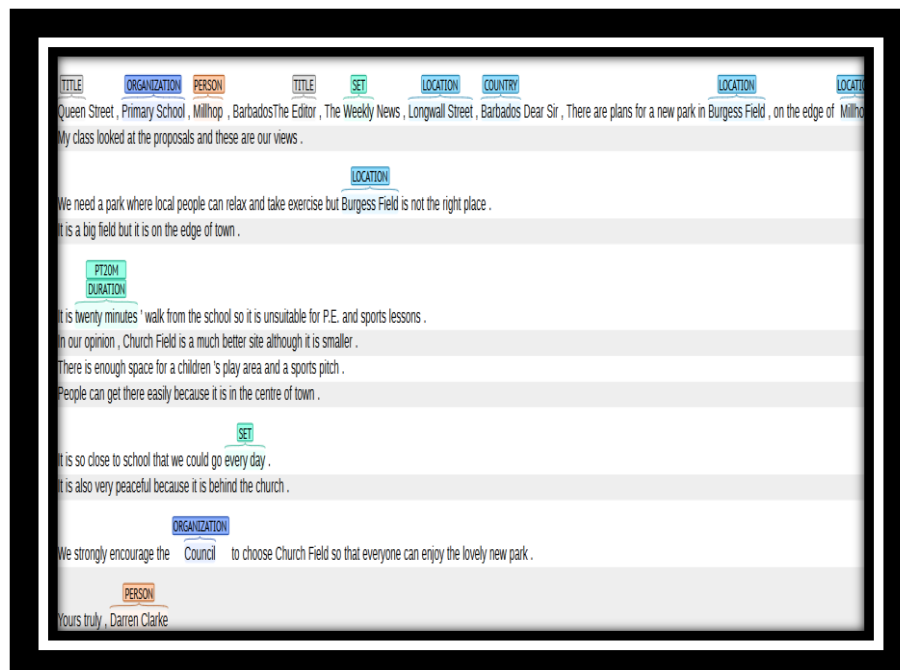 TITLE ORGANIZATION PERSON TITLE SET LOCATION COUNTRY LOCATION LOCATIO
Queen Street , Primary School , Millhop , BarbadosThe Editor , The Weekly News , Longwall Street , Barbados Dear Sir , There are plans for a new park in Burgess Field , on the edge of Millho
My class looked at the proposals and these are our views .
LOCATION
We need a park where local people can relax and take exercise but Burgess Field is not the right place .
It is a big field but it is on the edge of town .
PT20M
DURATION
It is twenty minutes ' walk from the school so it is unsuitable for P.E. and sports lessons .
In our opinion , Church Field is a much better site although it is smaller .
There is enough space for a children 's play area and a sports pitch .
People can get there easily because it is in the centre of town .
SET
It is so close to school that we could go every day .
It is also very peaceful because it is behind the church .
ORGANIZATION
We strongly encourage the Council to choose Church Field so that everyone can enjoy the lovely new park .
PERSON
Yours truly , Darren Clarke